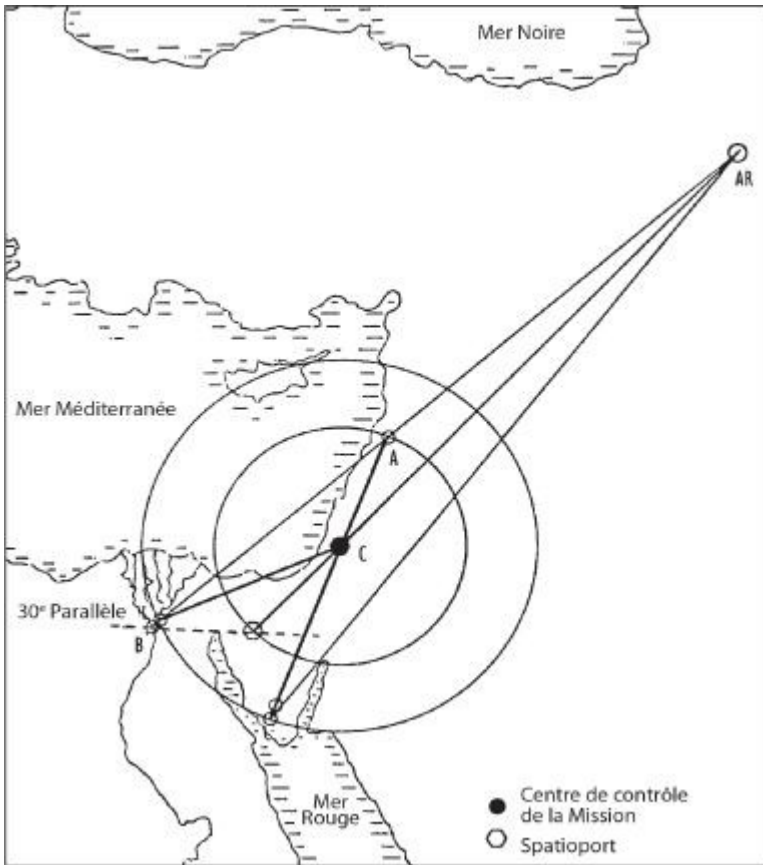 Mer Noire
AR
Mer Méditerranée
A
C
30e Parallèle
B
Mer
Rouge
Centre de contrôle
de la Mission
Spatioport